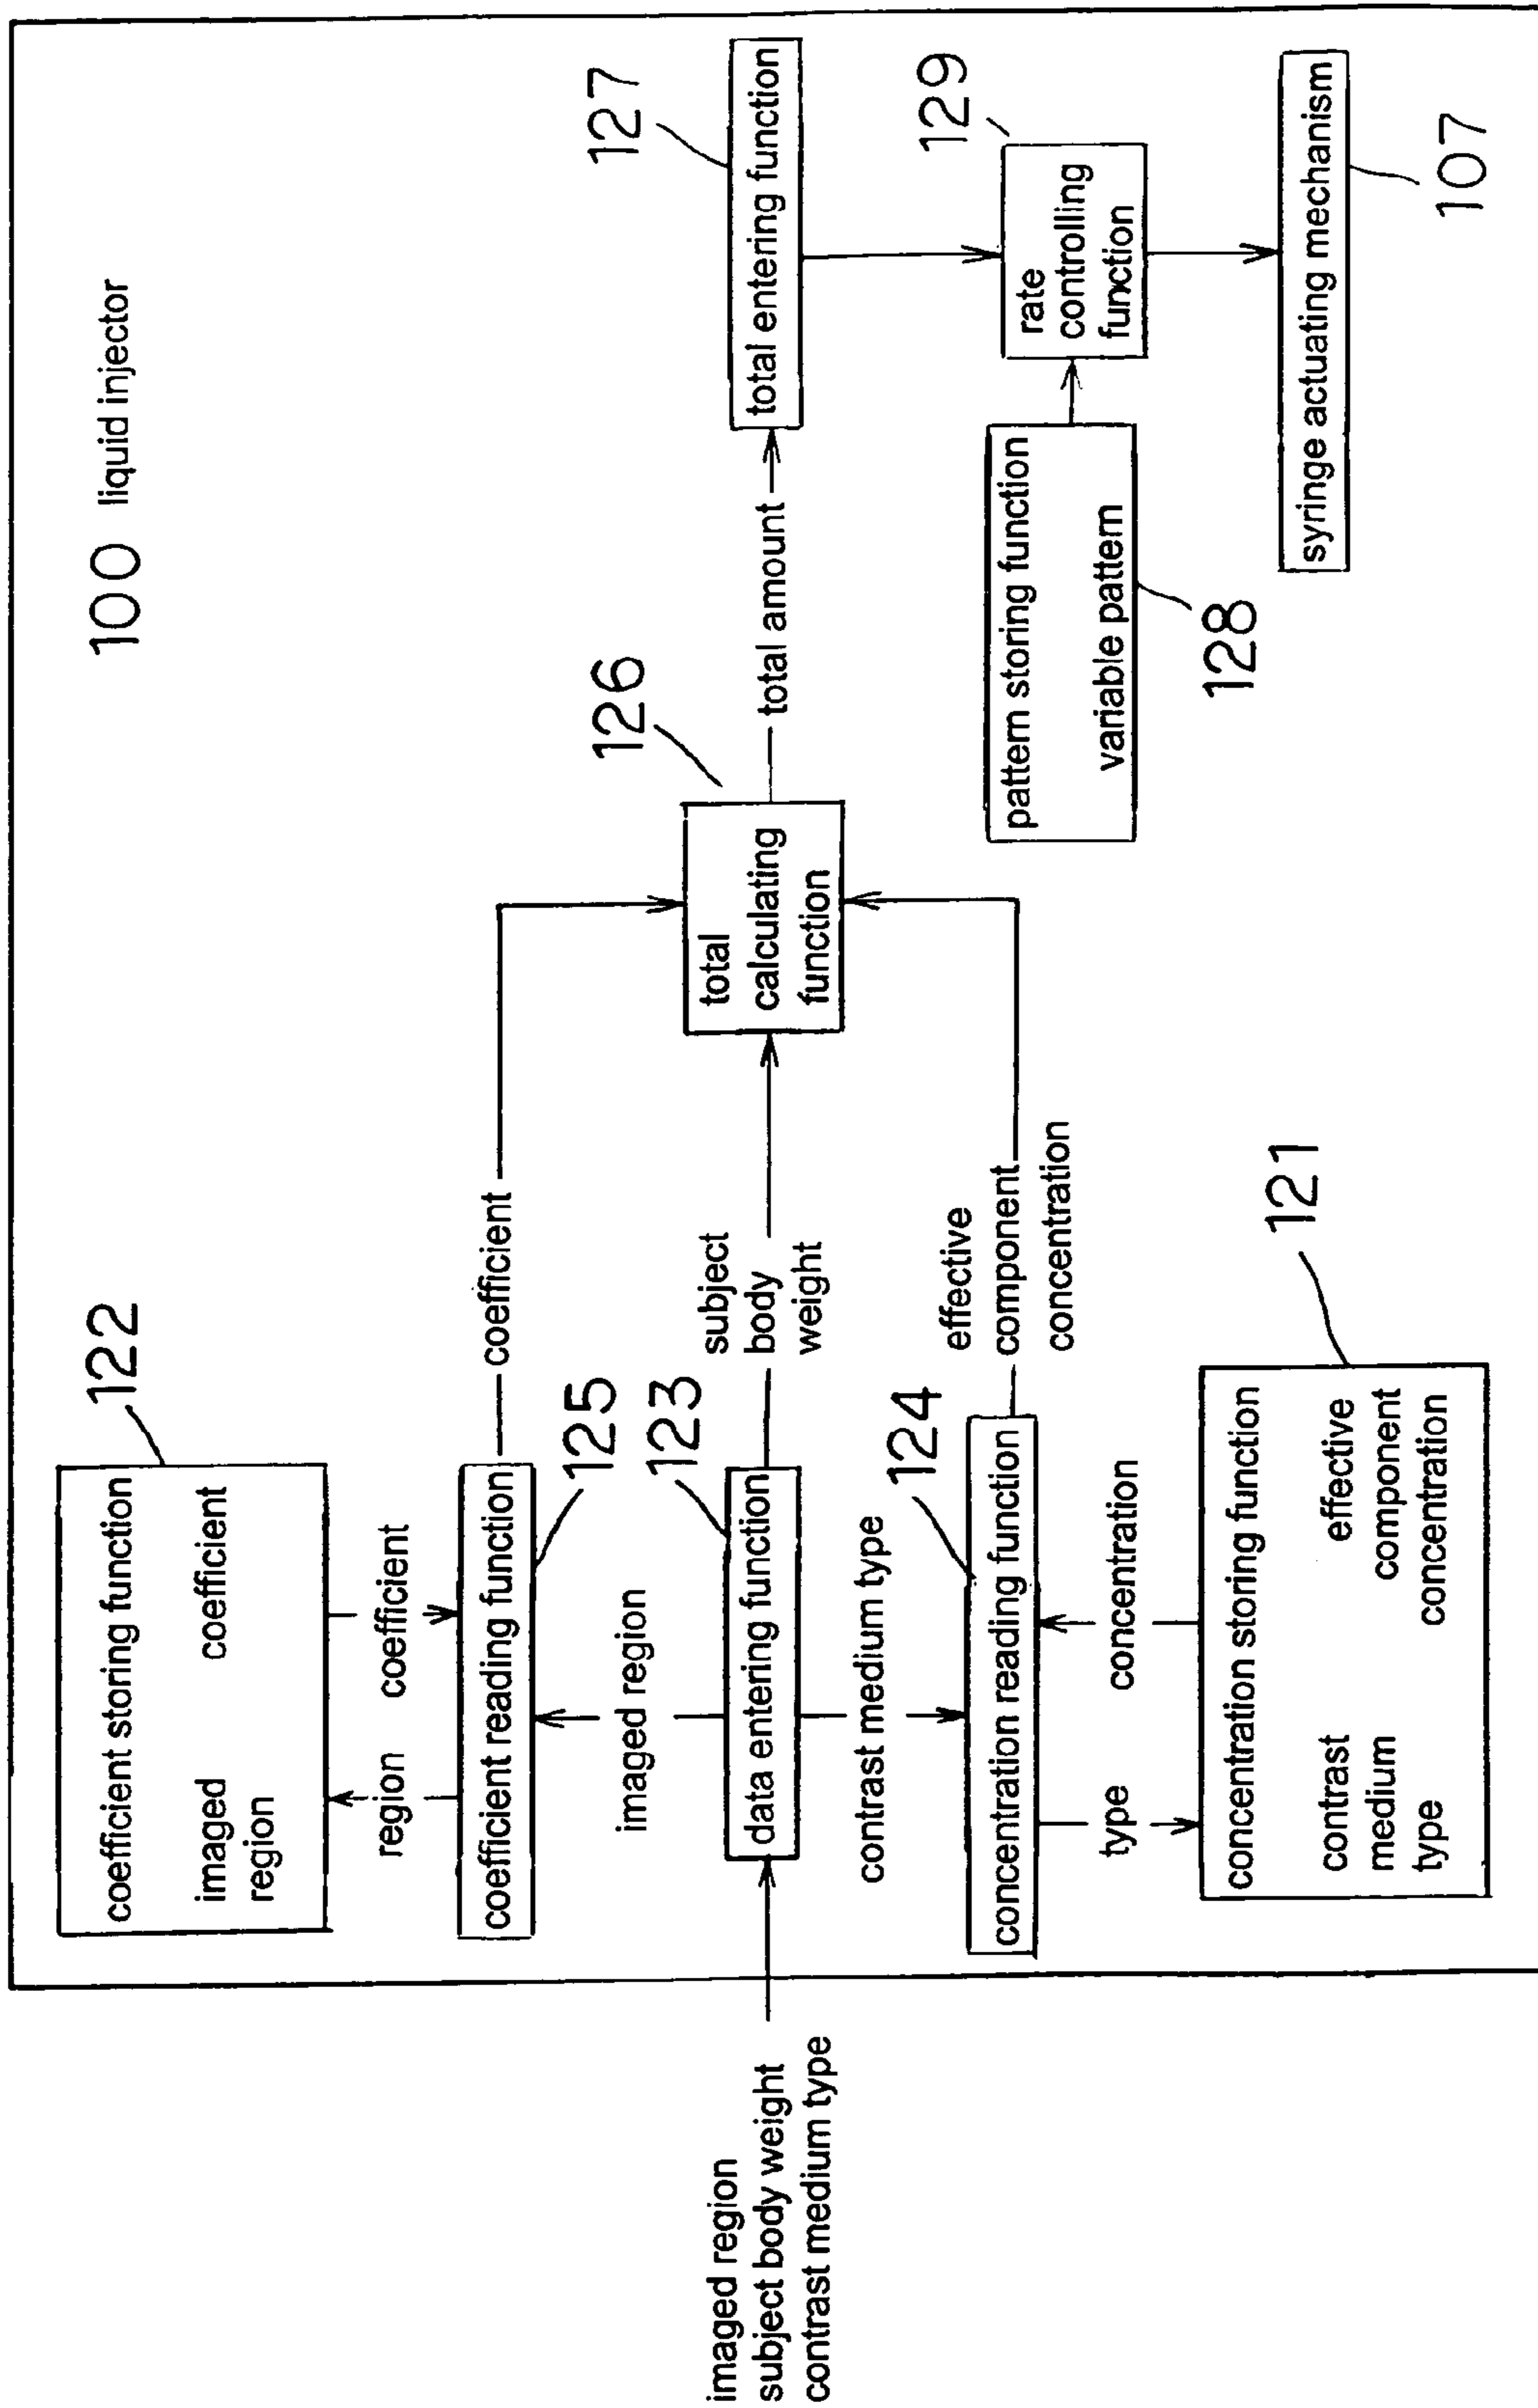 100 liquid injector
122
coefficient storing function
imaged
region
coefficient
region
coefficient
coefficient reading function
125
coefficient
imaged region
123
data entering function
subject
body
weight
imaged region
subject body weight
contrast medium type
contrast medium type
124
concentration reading function
effective
component
concentration
type
concentration
121
concentration storing function
contrast
medium
type
effective
component
concentration
126
total
calculating
function
total amount
127
total entering function
129
rate
controlling
function
pattern storing function
variable pattern
128
syringe actuating mechanism
107